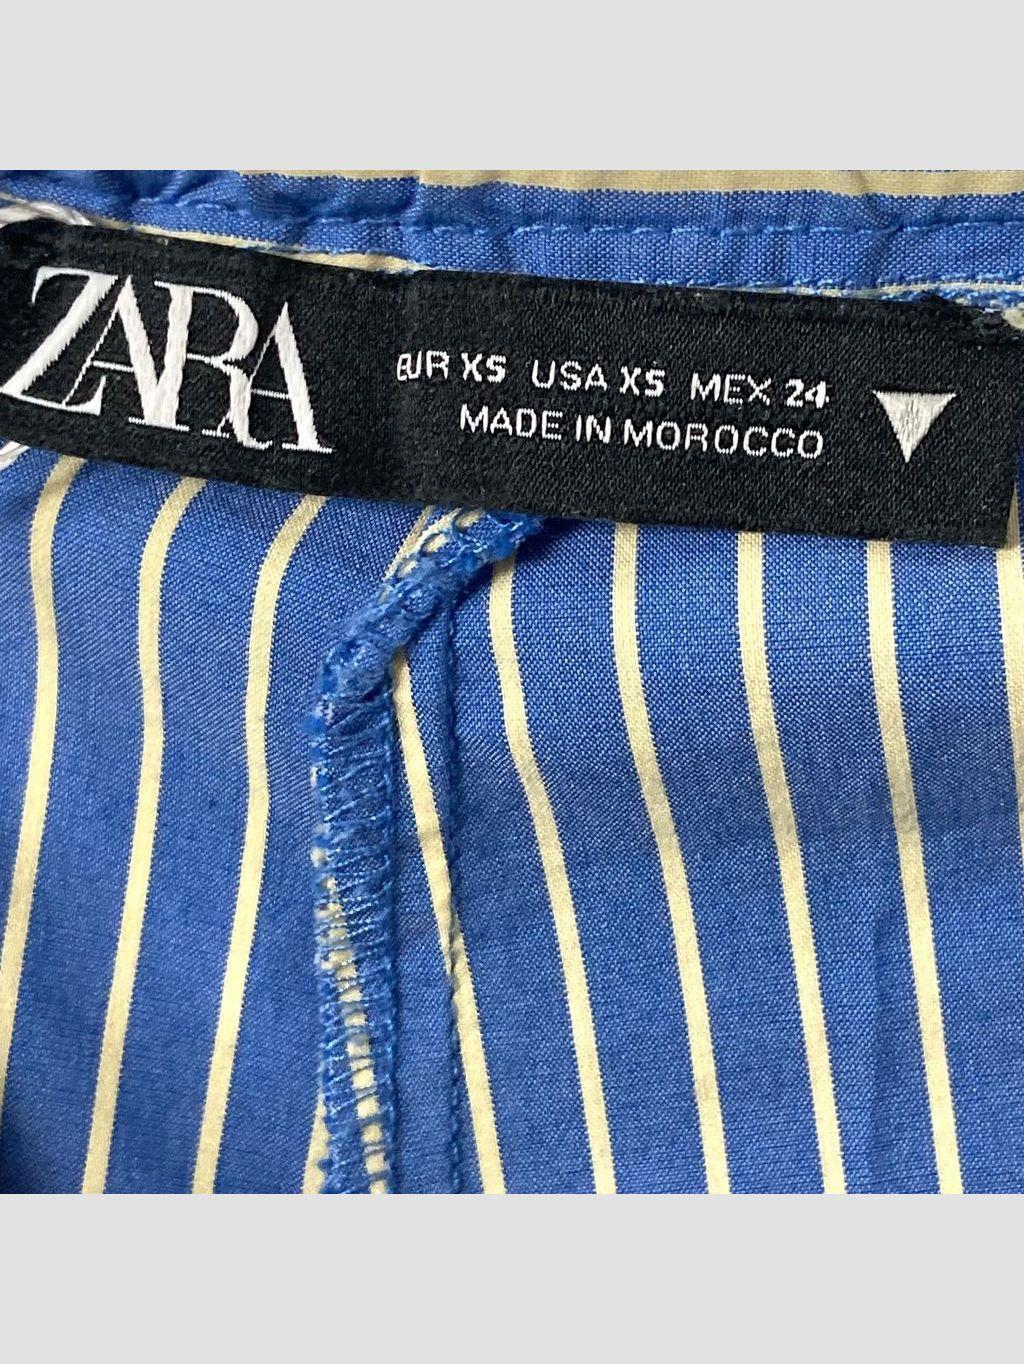 ZARA
EUR XS USA XS MEX 24
MADE IN MOROCCO